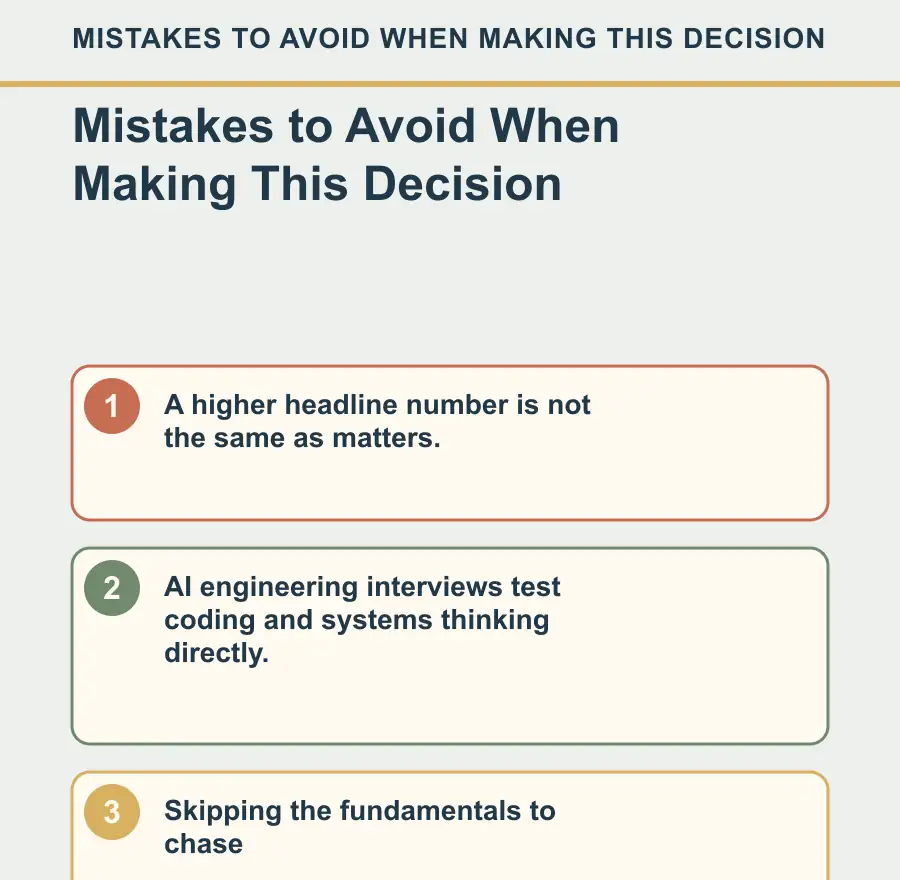 MISTAKES TO AVOID WHEN MAKING THIS DECISION
Mistakes to Avoid When
Making This Decision
1
A higher headline number is not
the same as matters.
2
AI engineering interviews test
coding and systems thinking
directly.
3
Skipping the fundamentals to
chase